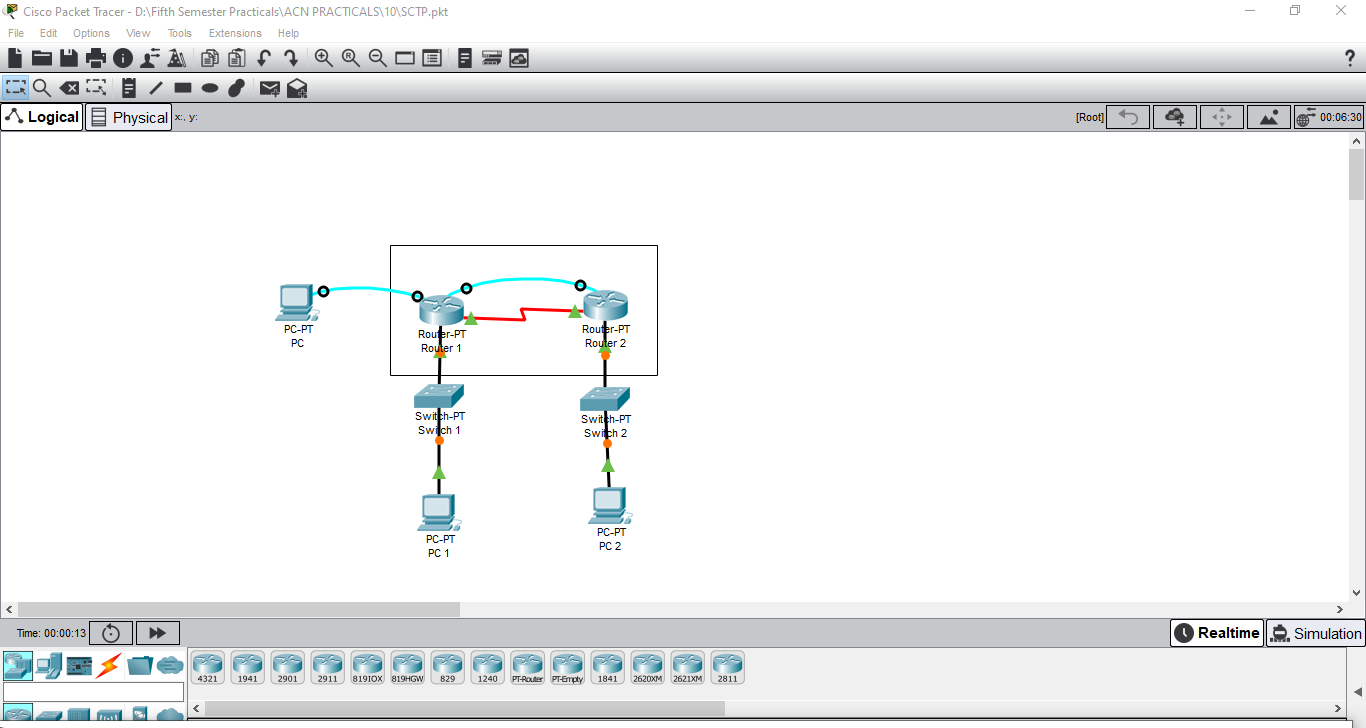 Cisco Packet Tracer - D:\Fifth Semester Practicals\ACN PRACTICALS\10\SCTP.pkt
File Edit Options View Tools Extensions Help
Logical Physical x:, y: [Root] 00:06:30
PC-PT
PC
Router-PT
Router 1
Router-PT
Router 2
Switch-PT
Switch 1
Switch-PT
Switch 2
PC-PT
PC 1
PC-PT
PC 2
Time: 00:00:13 Realtime Simulation
4321 1941 2901 2911 819IOX 819HGW 829 1240 PT-Router PT-Empty 1841 2620XM 2621XM 2811